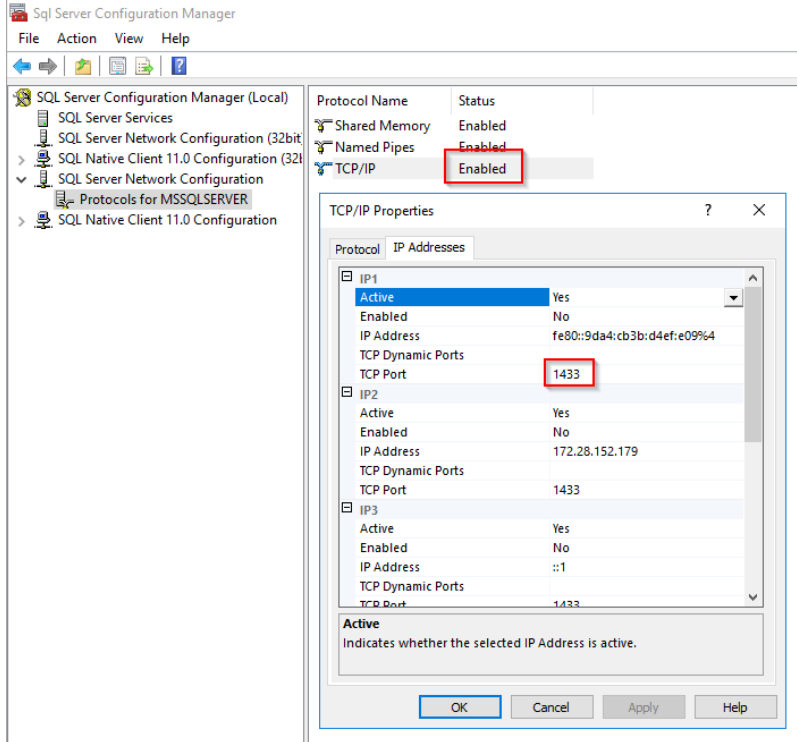 Sql Server Configuration Manager
File Action View Help
SQL Server Configuration Manager (Local)
SQL Server Services
SQL Server Network Configuration (32bit
SQL Native Client 11.0 Configuration (32
SQL Server Network Configuration
Protocols for MSSQLSERVER
SQL Native Client 11.0 Configuration
Protocol Name Status
Shared Memory Enabled
Named Pipes Enabled
TCP/IP Enabled
TCP/IP Properties
Protocol IP Addresses
IP1
Active Yes
Enabled No
IP Address fe80::9da4:cb3b:d4ef:e09%4
TCP Dynamic Ports
TCP Port 1433
IP2
Active Yes
Enabled No
IP Address 172.28.152.179
TCP Dynamic Ports
TCP Port 1433
IP3
Active Yes
Enabled No
IP Address ::1
TCP Dynamic Ports
TCP Port 1433
Active
Indicates whether the selected IP Address is active.
OK Cancel Apply Help